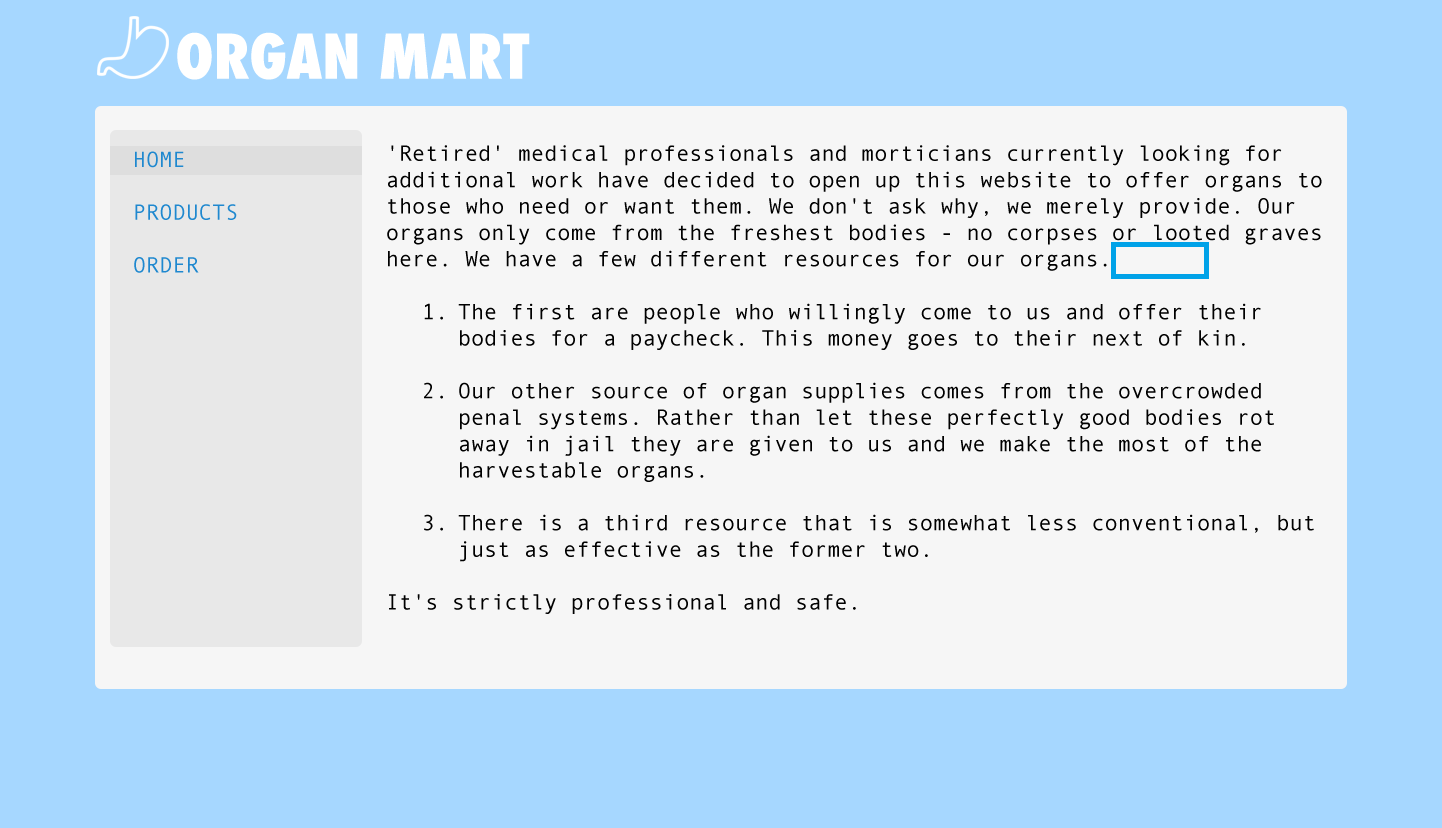 ORGAN MART
HOME
PRODUCTS
ORDER
'Retired' medical professionals and morticians currently looking for
additional work have decided to open up this website to offer organs to
those who need or want them. We don't ask why, we merely provide. Our
organs only come from the freshest bodies - no corpses or looted graves
here. We have a few different resources for our organs.
1. The first are people who willingly come to us and offer their
bodies for a paycheck. This money goes to their next of kin.
2. Our other source of organ supplies comes from the overcrowded
penal systems. Rather than let these perfectly good bodies rot
away in jail they are given to us and we make the most of the
harvestable organs.
3. There is a third resource that is somewhat less conventional, but
just as effective as the former two.
It's strictly professional and safe.